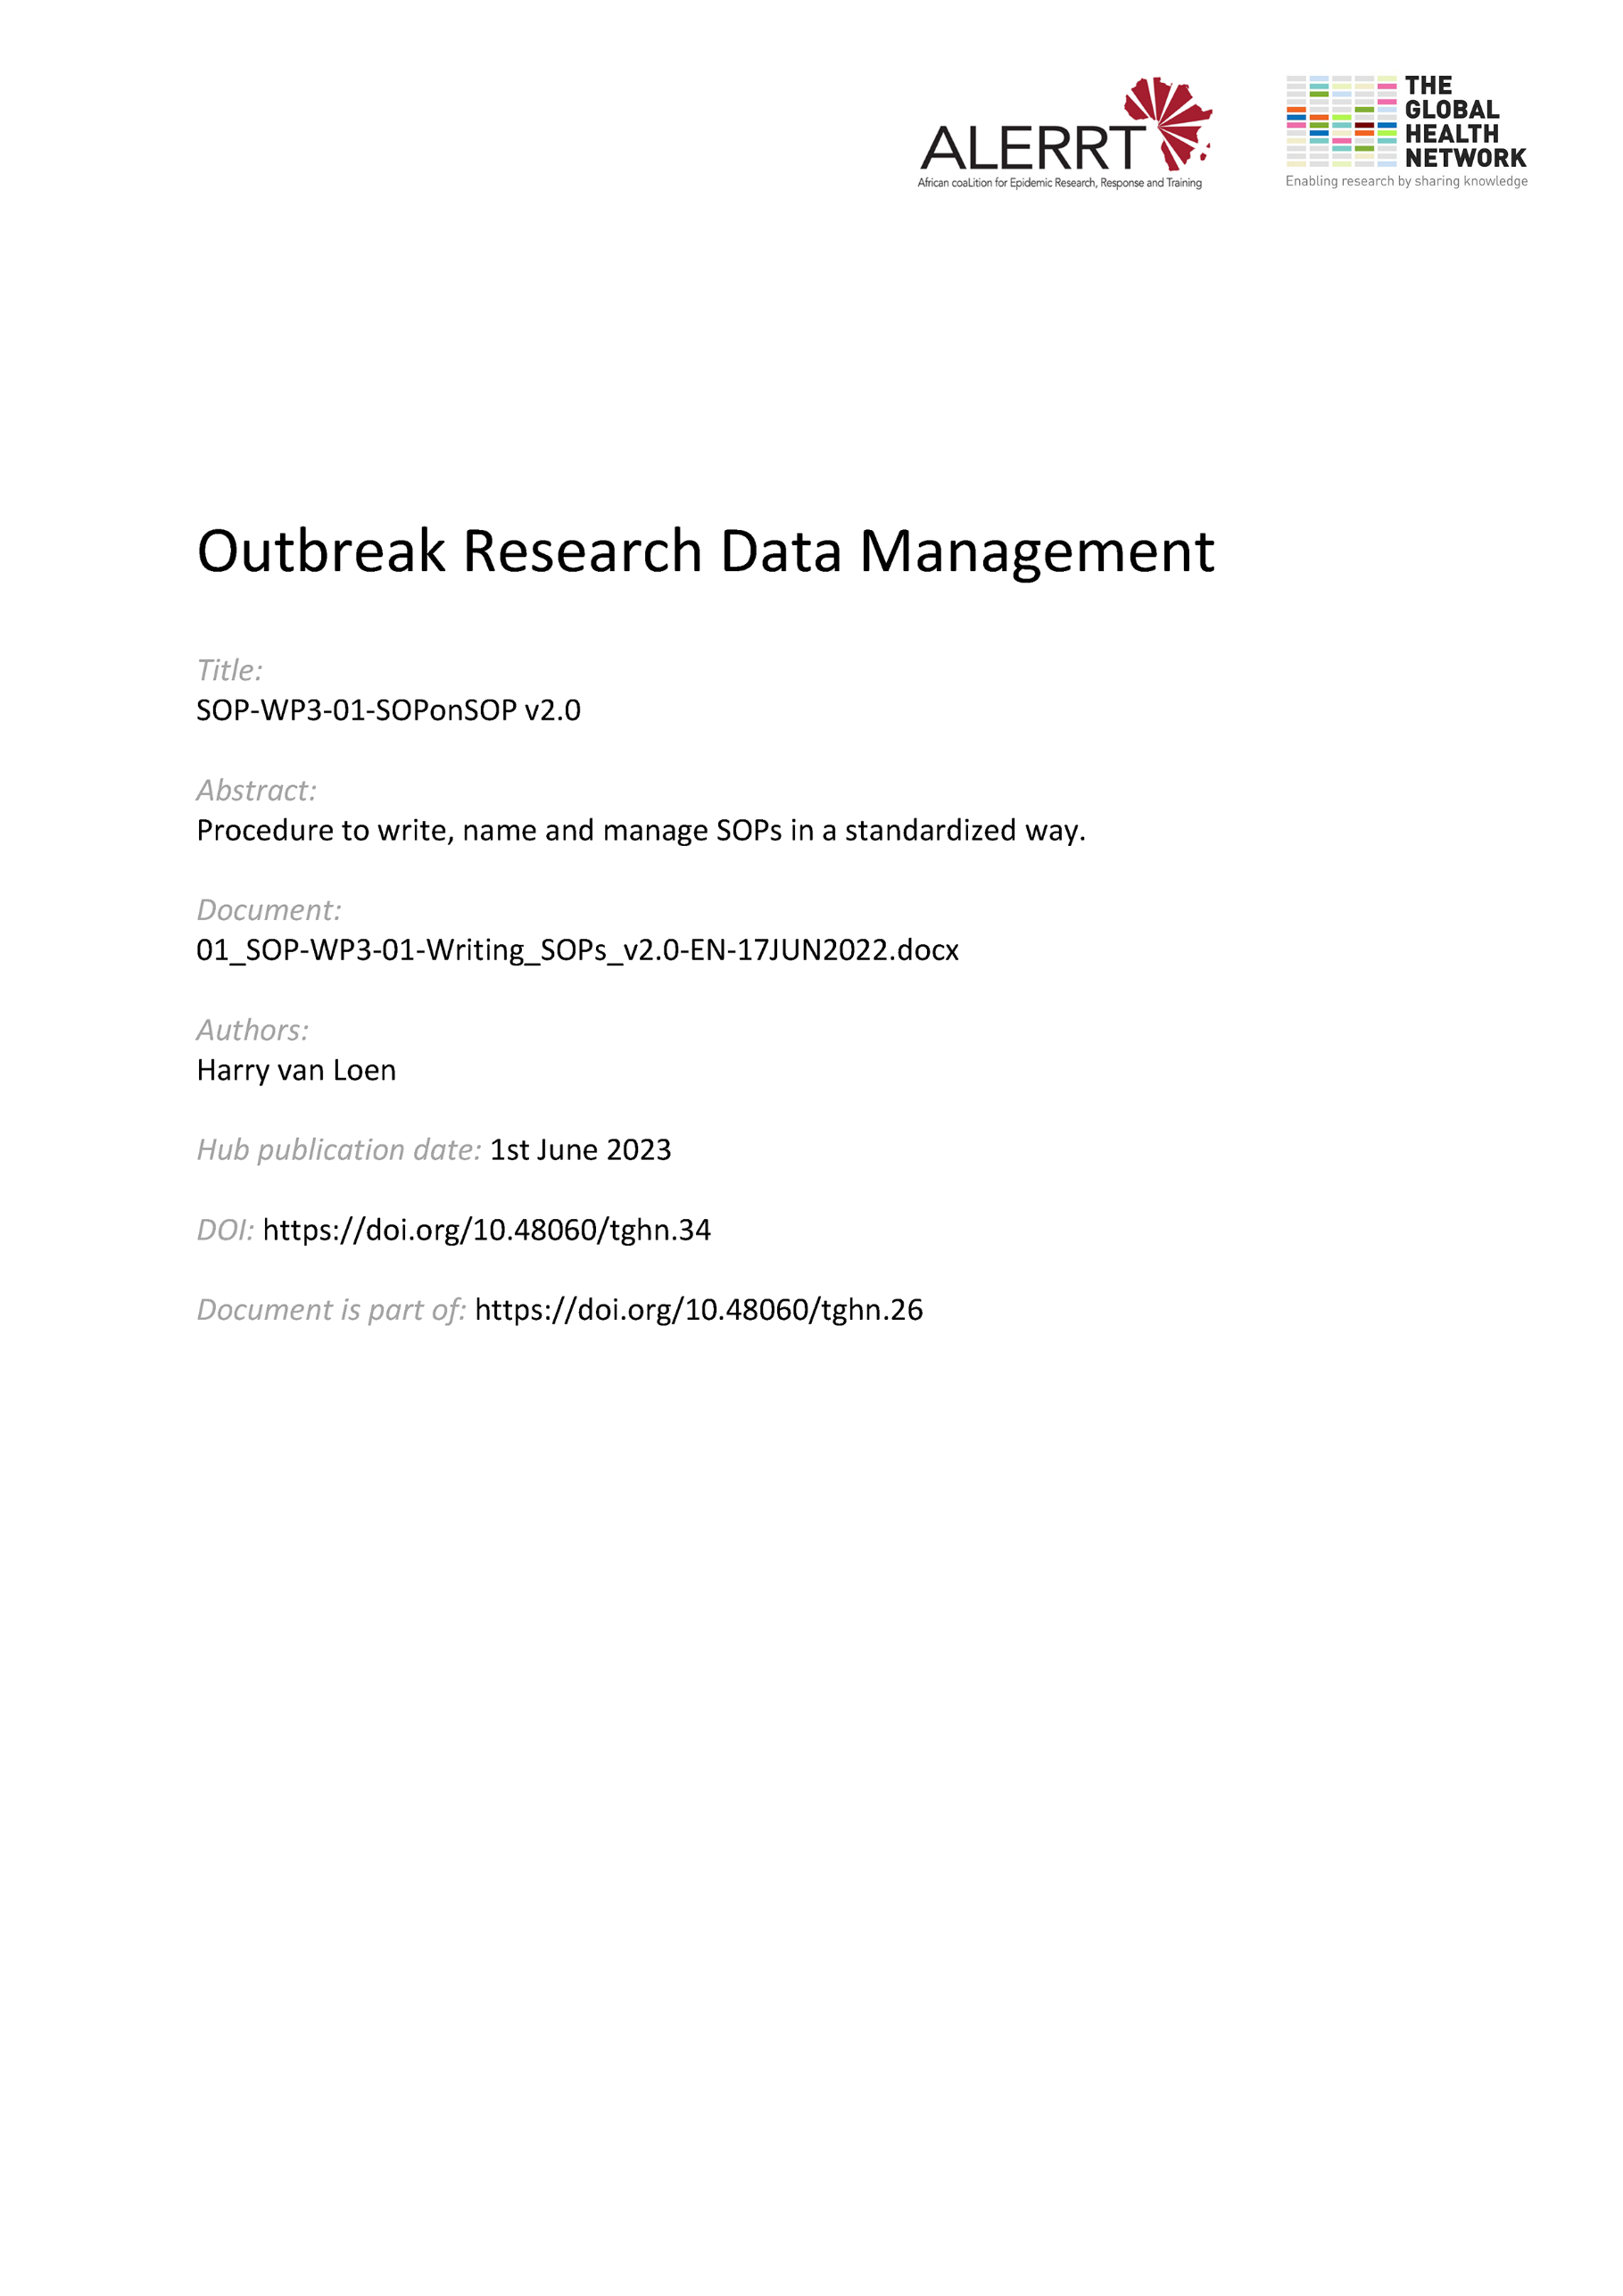 ALERRT
African coaLition for Epidemic Research, Response and Training
THE
GLOBAL
HEALTH
NETWORK
Enabling research by sharing knowledge
Outbreak Research Data Management
Title:
SOP-WP3-01-SOPonSOP v2.0
Abstract:
Procedure to write, name and manage SOPs in a standardized way.
Document:
01_SOP-WP3-01-Writing_SOPs_v2.0-EN-17JUN2022.docx
Authors:
Harry van Loen
Hub publication date: 1st June 2023
DOI: https://doi.org/10.48060/tghn.34
Document is part of: https://doi.org/10.48060/tghn.26